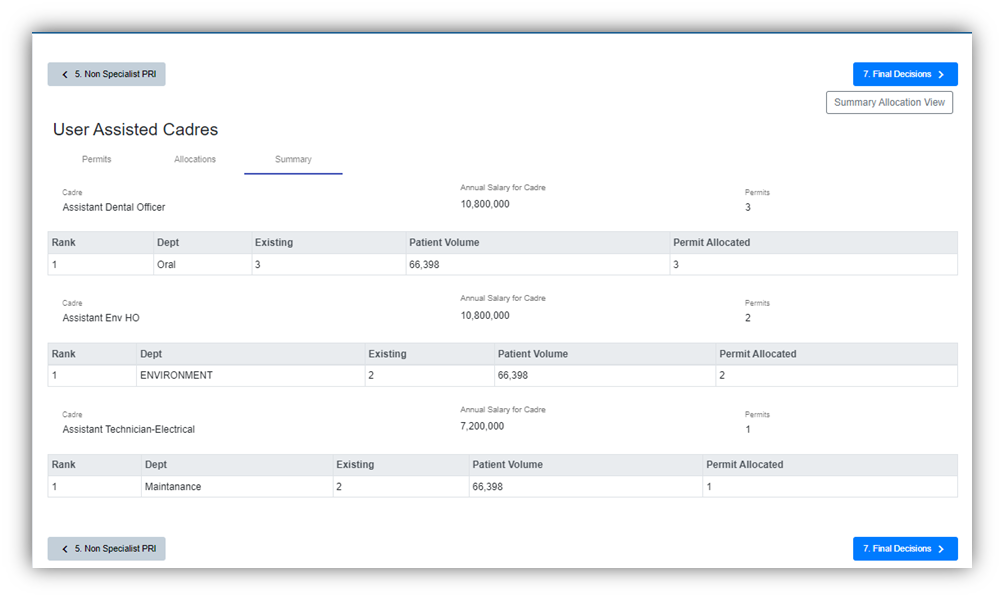 5. Non Specialist PRI
7. Final Decisions
Summary Allocation View
User Assisted Cadres
Permits Allocations Summary
Cadre Annual Salary for Cadre Permits
Assistant Dental Officer 10,800,000 3
Rank Dept Existing Patient Volume Permit Allocated
1 Oral 3 66,398 3
Cadre Annual Salary for Cadre Permits
Assistant Env HO 10,800,000 2
Rank Dept Existing Patient Volume Permit Allocated
1 ENVIRONMENT 2 66,398 2
Cadre Annual Salary for Cadre Permits
Assistant Technician-Electrical 7,200,000 1
Rank Dept Existing Patient Volume Permit Allocated
1 Maintanance 2 66,398 1
5. Non Specialist PRI
7. Final Decisions